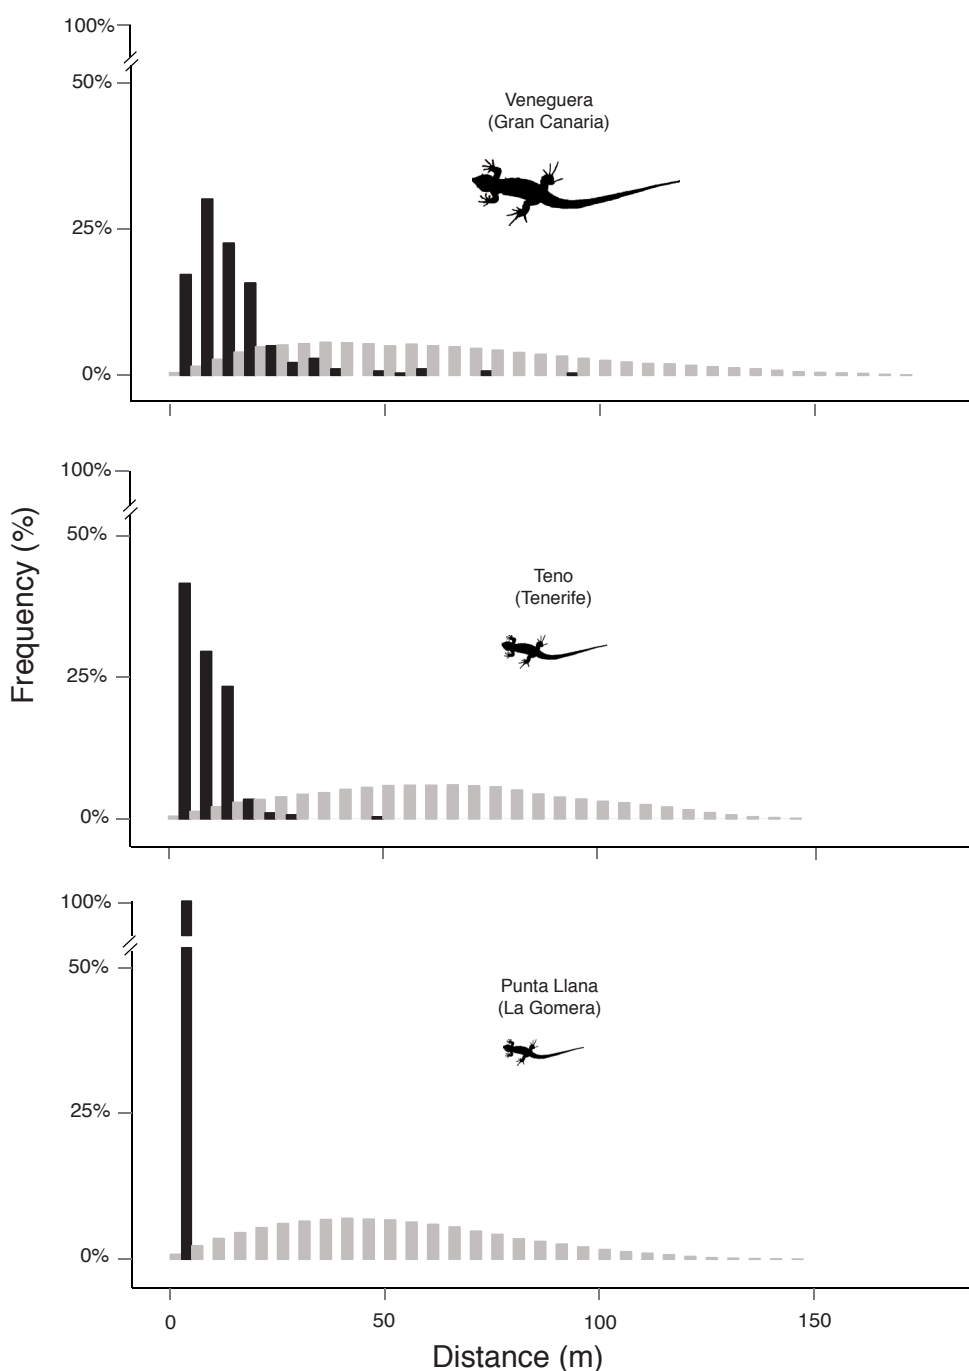 100%
50%
Veneguera
(Gran Canaria)
25%
0%
100%
Frequency (%)
50%
Teno
(Tenerife)
25%
0%
100%
50%
Punta Llana
(La Gomera)
25%
0%
0 50 100 150
Distance (m)